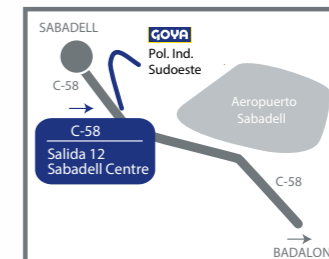 SABADELL
GOYA
Pol. Ind.
Sudoeste
C-58
Aeropuerto
Sabadell
C-58
Salida 12
Sabadell Centre
C-58
BADALON